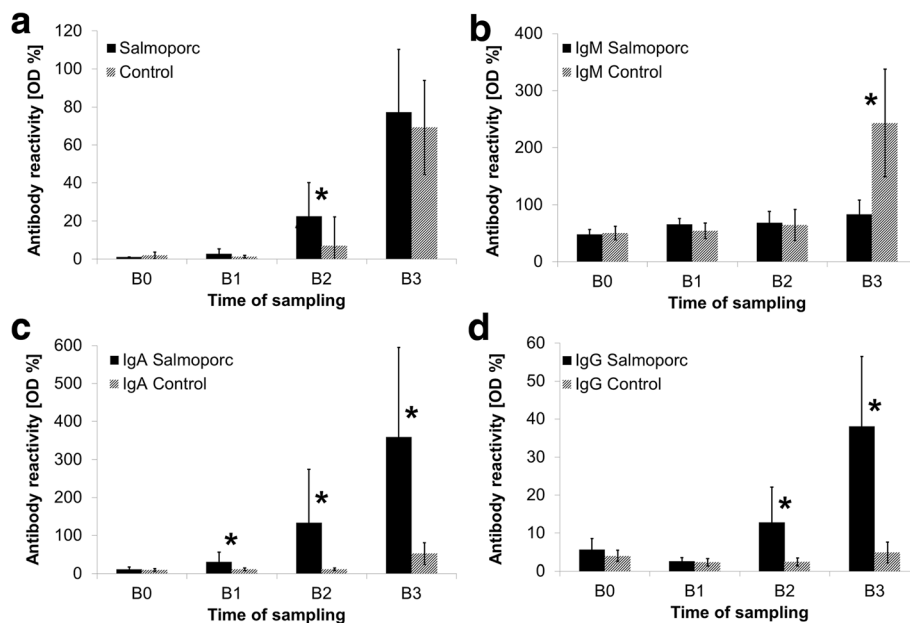 a
Antibody reactivity [OD %]
120
100
80
60
40
20
0
Salmoporc
Control
*
B0 B1 B2 B3
Time of sampling
b
Antibody reactivity [OD %]
400
300
200
100
0
IgM Salmoporc
IgM Control
*
B0 B1 B2 B3
Time of sampling
c
Antibody reactivity [OD %]
600
500
400
300
200
100
0
IgA Salmoporc
IgA Control
* * *
B0 B1 B2 B3
Time of sampling
d
Antibody reactivity [OD %]
60
50
40
30
20
10
0
IgG Salmoporc
IgG Control
* *
B0 B1 B2 B3
Time of sampling